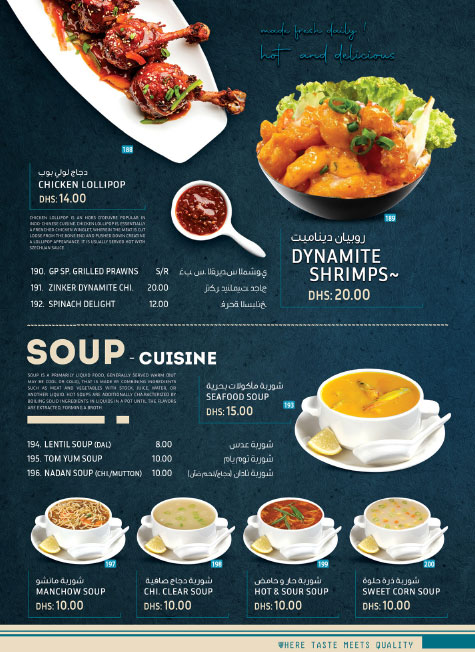 made fresh daily !
hot and delicious
188
دجاج لولي بوب
CHICKEN LOLLIPOP
DHS: 14.00
CHICKEN LOLLIPOP IS AN HORS D'OEUVRE POPULAR IN
INDO CHINESE CUISINE CHICKEN LOLLIPOP IS ESSENTIALLY
A FRENCHED CHICKEN WINGLET, WHEREIN THE MEAT IS CUT
LOOSE FROM THE BONE END AND PUSHED DOWN CREATING
A LOLLIPOP APPEARANCE. IT IS USUALLY SERVED HOT WITH
SZECHUAN SAUCE.
189
روبيان ديناميت
DYNAMITE
SHRIMPS~
DHS: 20.00
190. GP SP. GRILLED PRAWNS S/R
191. ZINKER DYNAMITE CHI. 20.00
192. SPINACH DELIGHT 12.00
SOUP - CUISINE
SOUP IS A PRIMARILY LIQUID FOOD, GENERALLY SERVED WARM (BUT
MAY BE COOL OR COLD), THAT IS MADE BY COMBINING INGREDIENTS
SUCH AS MEAT AND VEGETABLES WITH STOCK, JUICE, WATER, OR
ANOTHER LIQUID. HOT SOUPS ARE ADDITIONALLY CHARACTERIZED BY
BOILING SOLID INGREDIENTS IN LIQUIDS IN A POT UNTIL THE FLAVORS
ARE EXTRACTED, FORMING A BROTH.
شوربة مأكولات بحرية
SEAFOOD SOUP
DHS: 15.00
193
194. LENTIL SOUP (DAL) 8.00 شوربة عدس
195. TOM YUM SOUP 10.00 شوربة توم يام
196. NADAN SOUP (CHI./MUTTON) 10.00 شوربة نادان (دجاج/لحم ضأن)
197
198
199
200
شوربة مانشو
MANCHOW SOUP
DHS: 10.00
شوربة دجاج صافية
CHI. CLEAR SOUP
DHS: 10.00
شوربة حار و حامض
HOT & SOUR SOUP
DHS: 10.00
شوربة ذرة حلوة
SWEET CORN SOUP
DHS: 10.00
WHERE TASTE MEETS QUALITY